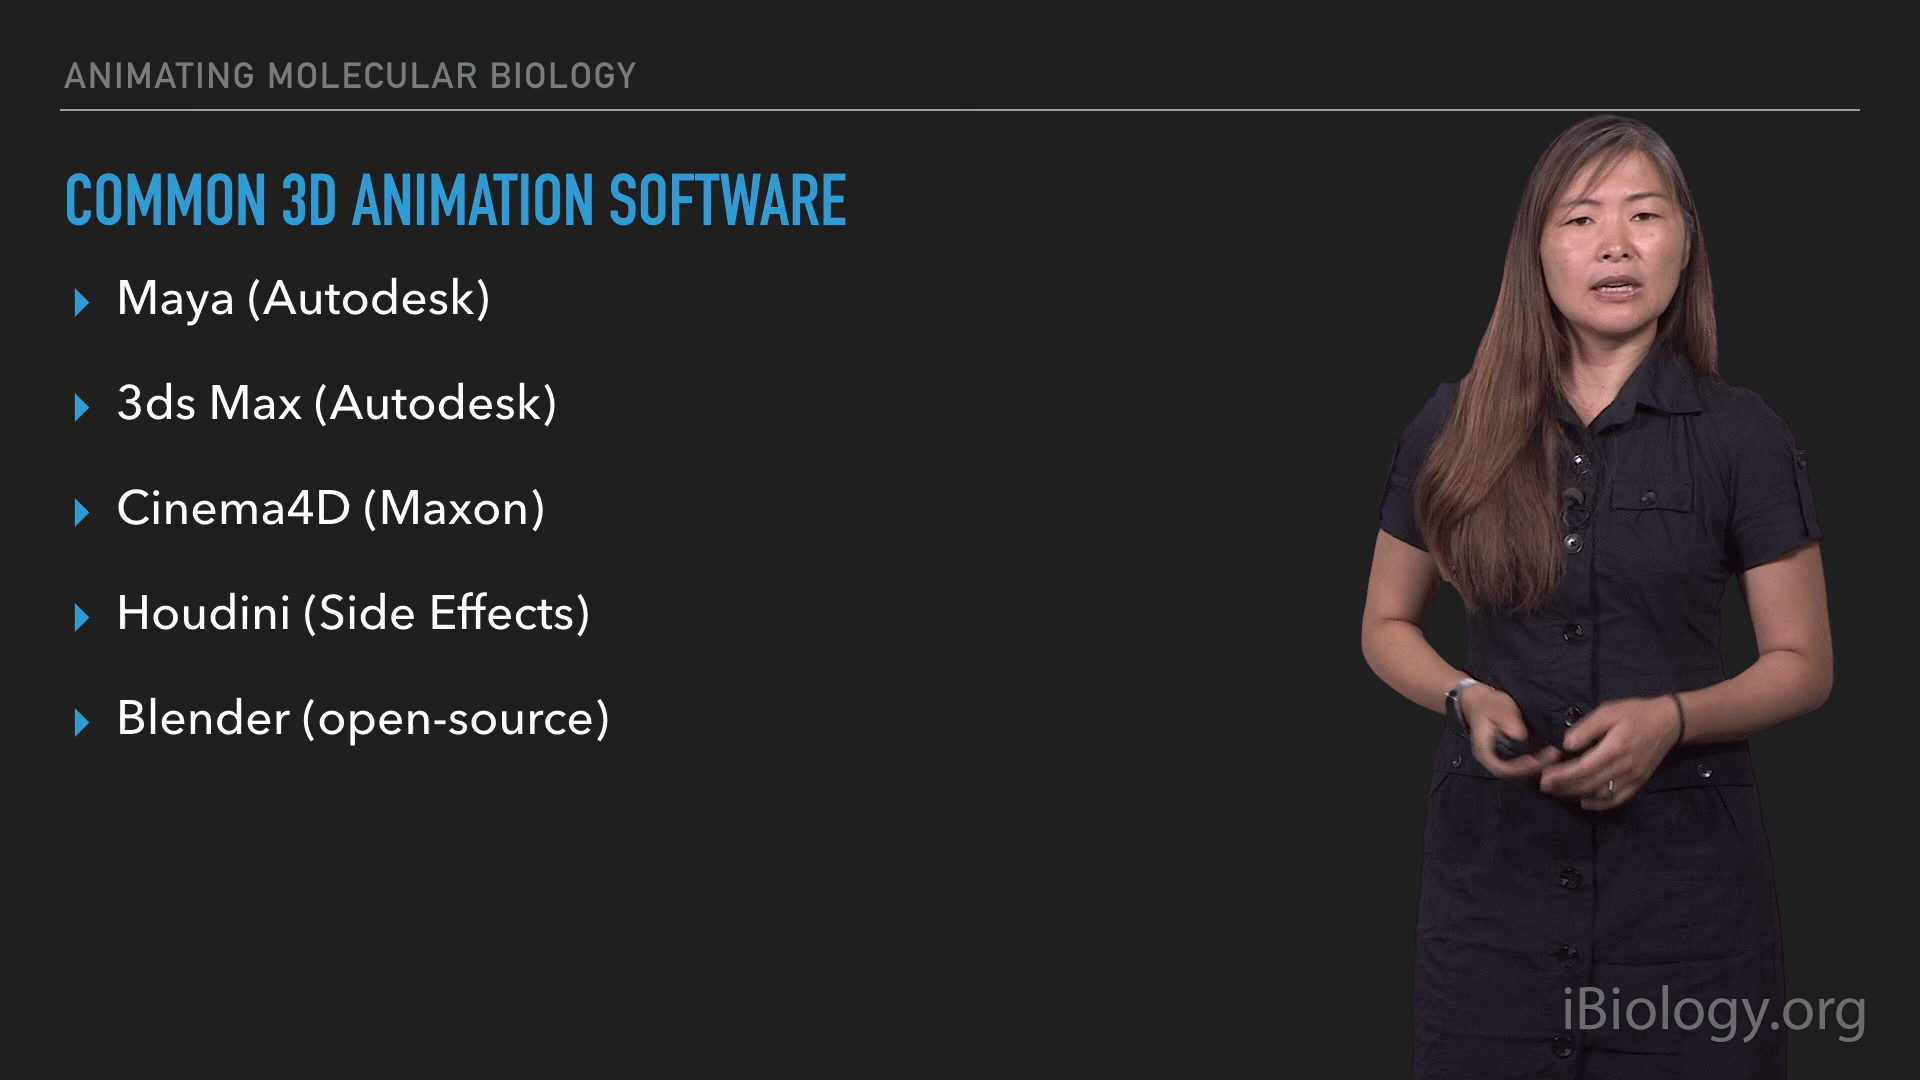 ANIMATING MOLECULAR BIOLOGY
COMMON 3D ANIMATION SOFTWARE
Maya (Autodesk)
3ds Max (Autodesk)
Cinema4D (Maxon)
Houdini (Side Effects)
Blender (open-source)
iBiology.org